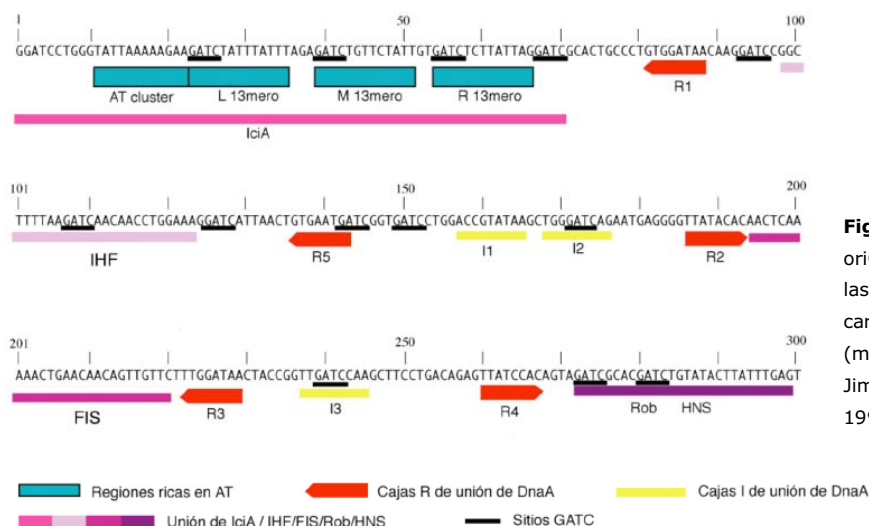 1 50 100
GGATCCTGGGTATTAAAAAGAAGATCTATTTATTTAGAGATCTGTTCTATTGTGATCTCTTATTAGGATCGCACTGCCCTGTGGATAACAAGGATCCGGC
AT cluster L 13mero M 13mero R 13mero R1
IciA
101 150 200
TTTTAAGATCAACAACCTGGAAAGGATCATTAACTGTGAATGATCGGTGATCCTGGACCGTATAAGCTGGGATCAGAATGAGGGGTTATACACAACTCAA
IHF R5 I1 I2 R2
201 250 300
AAACTGAACAACAGTTGTTCTTTGGATAACTACCGGTTGATCCAAGCTTCCTGACAGAGTTATCCACAGTAGATCGCACGATCTGTATACTTATTTGAGT
FIS R3 I3 R4 Rob HNS
Regiones ricas en AT Cajas R de unión de DnaA Cajas I de unión de DnaA
Unión de IciA / IHF/FIS/Rob/HNS Sitios GATC
Fig
ori
las
(m
Jim